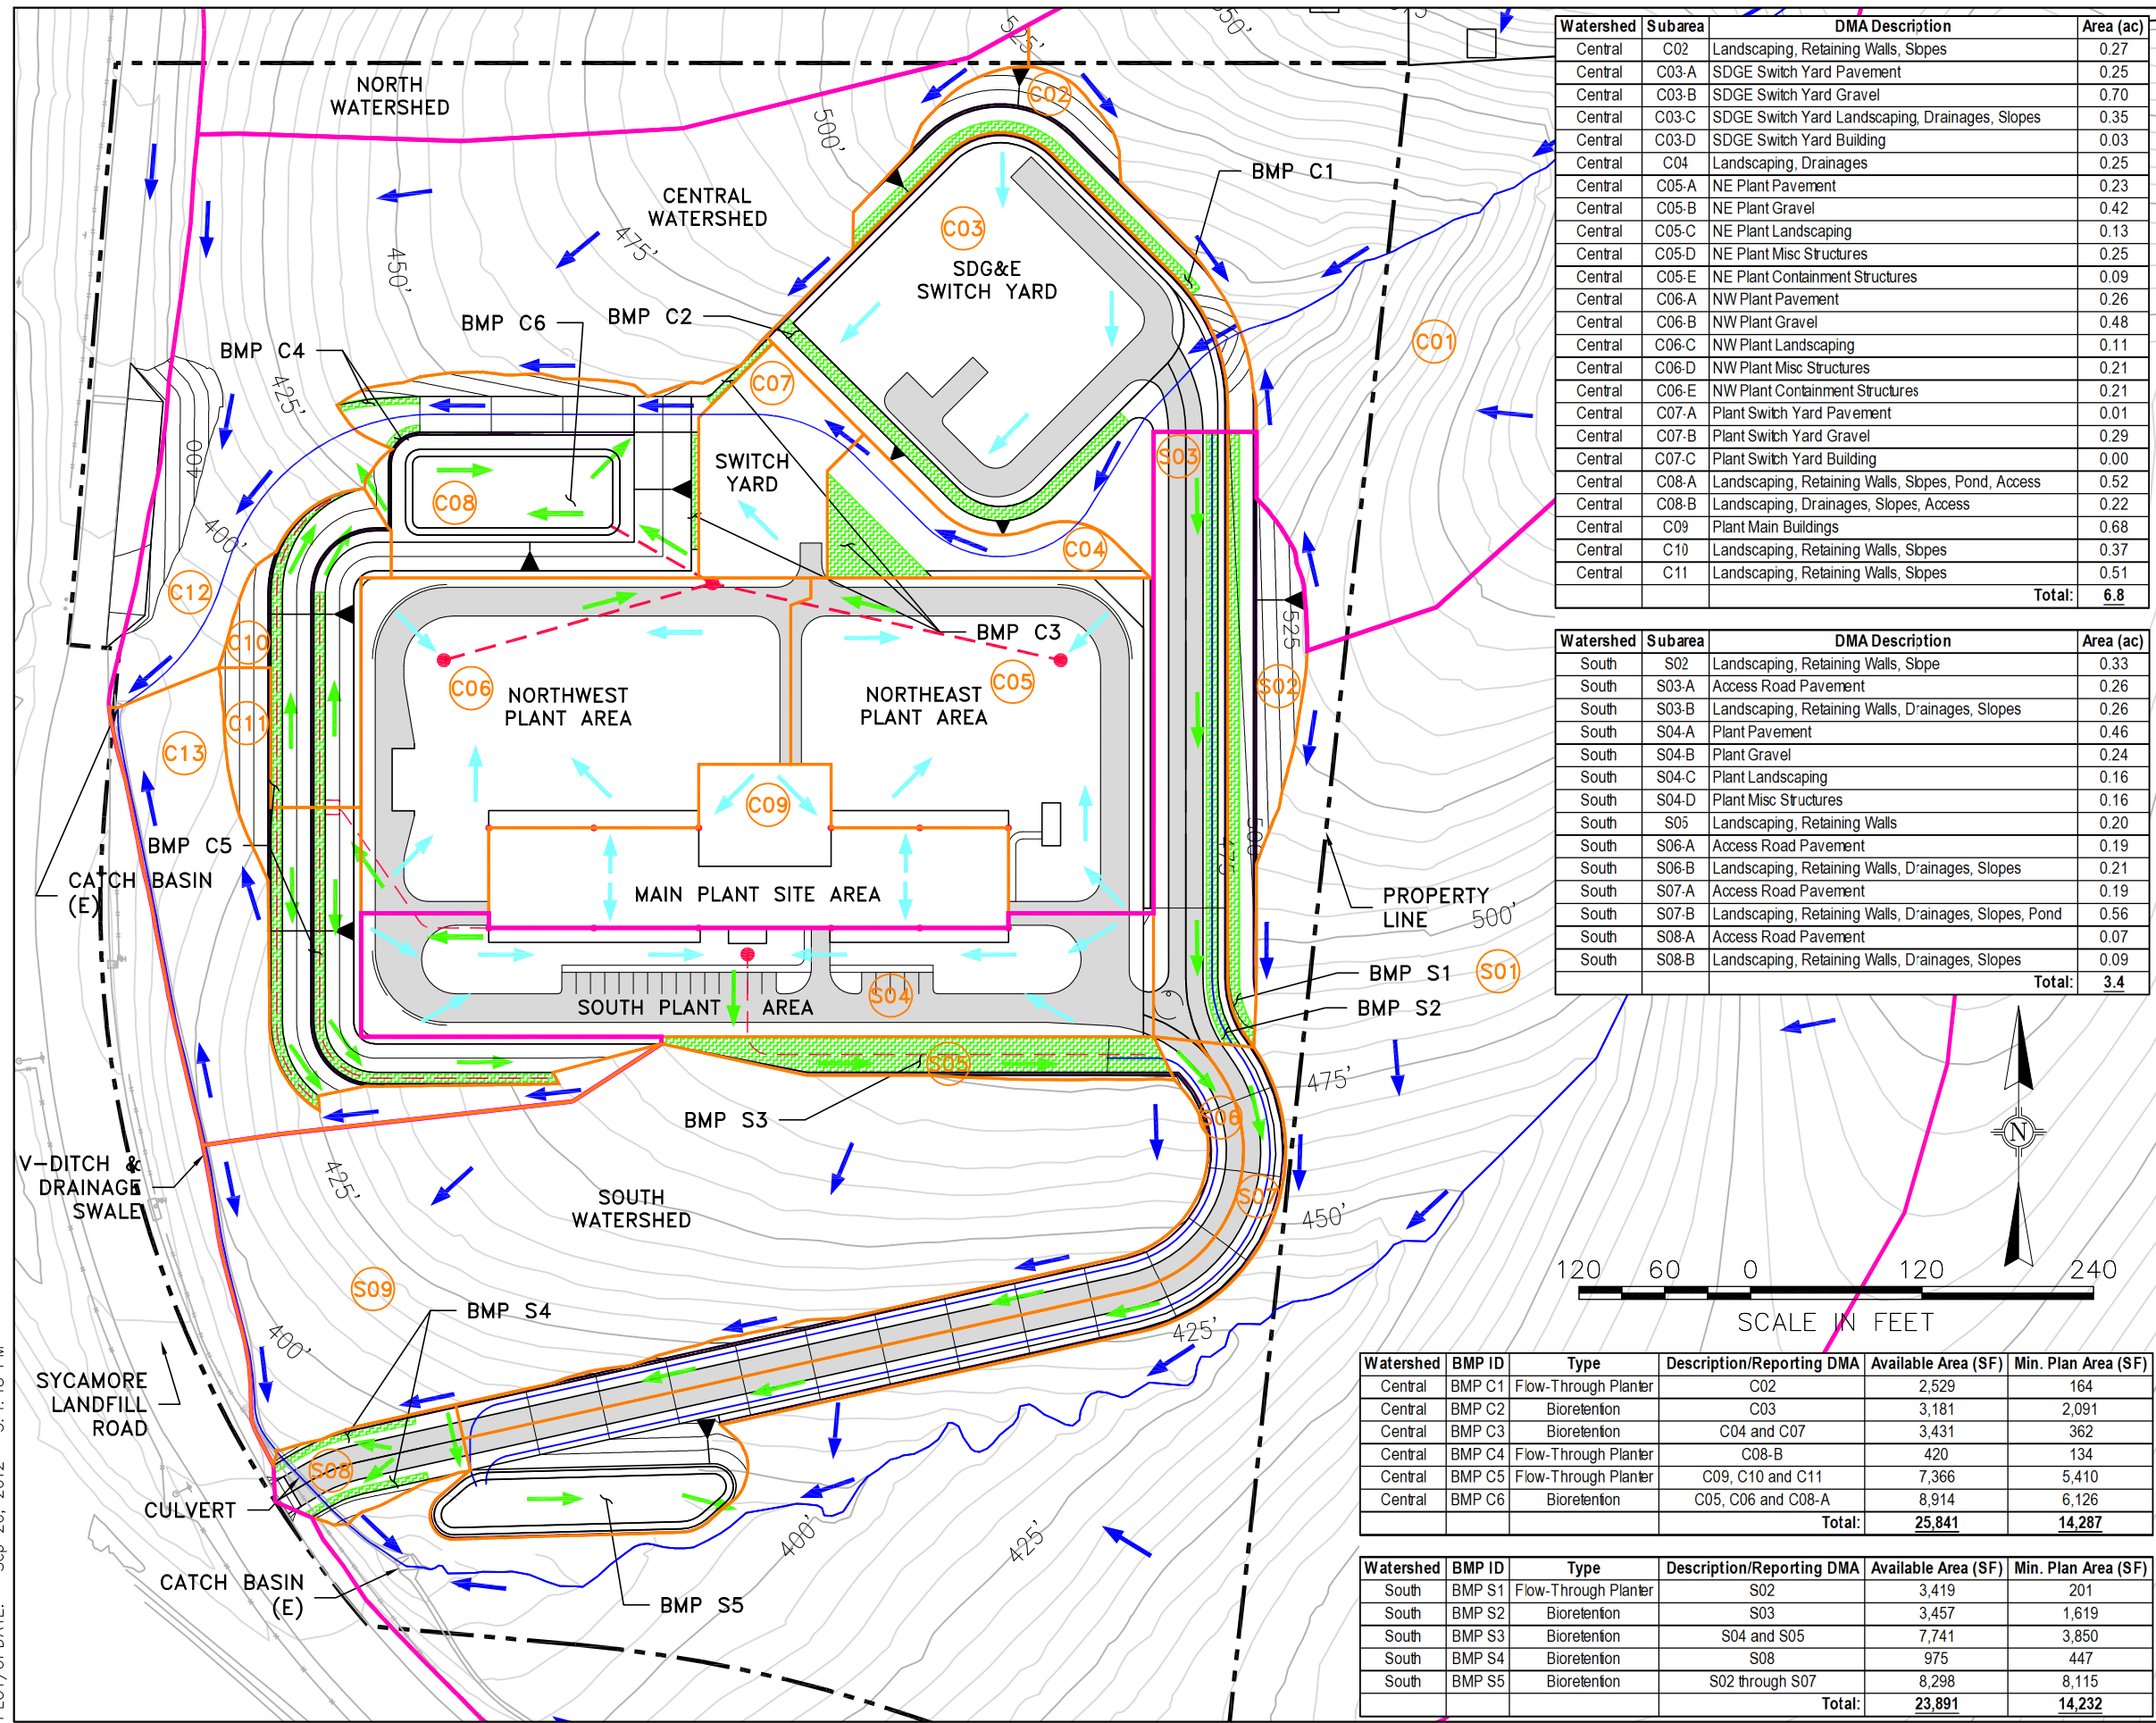 525'
50'
NORTH
WATERSHED
C02
500'
BMP C1
CENTRAL
WATERSHED
C03
475'
450'
SDG&E
SWITCH YARD
BMP C6
BMP C2
BMP C4
C01
C07
425'
400
SWITCH
YARD
S03
C08
400'
C04
C12
C10
BMP C3
525
C06
C05
NORTHWEST
PLANT AREA
NORTHEAST
PLANT AREA
S02
C11
C13
C09
500
475
BMP C5
CATCH BASIN
(E)
MAIN PLANT SITE AREA
PROPERTY
LINE
500'
BMP S1
S01
S04
SOUTH PLANT AREA
BMP S2
S05
475'
BMP S3
S06
V-DITCH &
DRAINAGE
SWALE
425'
SOUTH
WATERSHED
S07
450'
N
S09
BMP S4
120 60 0 120 240
SCALE IN FEET
400'
425'
SYCAMORE
LANDFILL
ROAD
S08
CULVERT
400'
425'
CATCH BASIN
(E)
BMP S5
Watershed Subarea DMA Description Area (ac)
Central C02 Landscaping, Retaining Walls, Slopes 0.27
Central C03-A SDGE Switch Yard Pavement 0.25
Central C03-B SDGE Switch Yard Gravel 0.70
Central C03-C SDGE Switch Yard Landscaping, Drainages, Slopes 0.35
Central C03-D SDGE Switch Yard Building 0.03
Central C04 Landscaping, Drainages 0.25
Central C05-A NE Plant Pavement 0.23
Central C05-B NE Plant Gravel 0.42
Central C05-C NE Plant Landscaping 0.13
Central C05-D NE Plant Misc Structures 0.25
Central C05-E NE Plant Containment Structures 0.09
Central C06-A NW Plant Pavement 0.26
Central C06-B NW Plant Gravel 0.48
Central C06-C NW Plant Landscaping 0.11
Central C06-D NW Plant Misc Structures 0.21
Central C06-E NW Plant Containment Structures 0.21
Central C07-A Plant Switch Yard Pavement 0.01
Central C07-B Plant Switch Yard Gravel 0.29
Central C07-C Plant Switch Yard Building 0.00
Central C08-A Landscaping, Retaining Walls, Slopes, Pond, Access 0.52
Central C08-B Landscaping, Drainages, Slopes, Access 0.22
Central C09 Plant Main Buildings 0.68
Central C10 Landscaping, Retaining Walls, Slopes 0.37
Central C11 Landscaping, Retaining Walls, Slopes 0.51
Total: 6.8
Watershed Subarea DMA Description Area (ac)
South S02 Landscaping, Retaining Walls, Slope 0.33
South S03-A Access Road Pavement 0.26
South S03-B Landscaping, Retaining Walls, Drainages, Slopes 0.26
South S04-A Plant Pavement 0.46
South S04-B Plant Gravel 0.24
South S04-C Plant Landscaping 0.16
South S04-D Plant Misc Structures 0.16
South S05 Landscaping, Retaining Walls 0.20
South S06-A Access Road Pavement 0.19
South S06-B Landscaping, Retaining Walls, Drainages, Slopes 0.21
South S07-A Access Road Pavement 0.19
South S07-B Landscaping, Retaining Walls, Drainages, Slopes, Pond 0.56
South S08-A Access Road Pavement 0.07
South S08-B Landscaping, Retaining Walls, Drainages, Slopes 0.09
Total: 3.4
Watershed BMP ID Type Description/Reporting DMA Available Area (SF) Min. Plan Area (SF)
Central BMP C1 Flow-Through Planter C02 2,529 164
Central BMP C2 Bioretention C03 3,181 2,091
Central BMP C3 Bioretention C04 and C07 3,431 362
Central BMP C4 Flow-Through Planter C08-B 420 134
Central BMP C5 Flow-Through Planter C09, C10 and C11 7,366 5,410
Central BMP C6 Bioretention C05, C06 and C08-A 8,914 6,126
Total: 25,841 14,287
Watershed BMP ID Type Description/Reporting DMA Available Area (SF) Min. Plan Area (SF)
South BMP S1 Flow-Through Planter S02 3,419 201
South BMP S2 Bioretention S03 3,457 1,619
South BMP S3 Bioretention S04 and S05 7,741 3,850
South BMP S4 Bioretention S08 975 447
South BMP S5 Bioretention S02 through S07 8,298 8,115
Total: 23,891 14,232